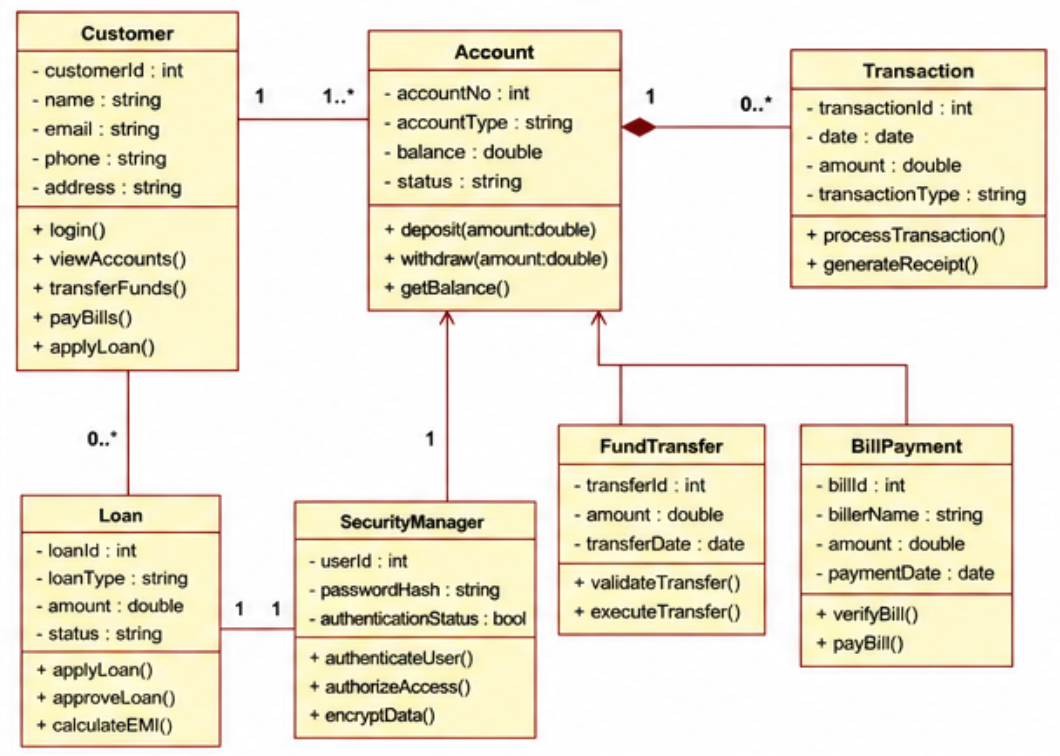 Customer
- customerId : int
- name : string
- email : string
- phone : string
- address : string
+ login()
+ viewAccounts()
+ transferFunds()
+ payBills()
+ applyLoan()
1
1..*
Account
- accountNo : int
- accountType : string
- balance : double
- status : string
+ deposit(amount:double)
+ withdraw(amount:double)
+ getBalance()
1
0..*
Transaction
- transactionId : int
- date : date
- amount : double
- transactionType : string
+ processTransaction()
+ generateReceipt()
0..*
1
Loan
- loanId : int
- loanType : string
- amount : double
- status : string
+ applyLoan()
+ approveLoan()
+ calculateEMI()
1
1
SecurityManager
- userId : int
- passwordHash : string
- authenticationStatus : bool
+ authenticateUser()
+ authorizeAccess()
+ encryptData()
FundTransfer
- transferId : int
- amount : double
- transferDate : date
+ validateTransfer()
+ executeTransfer()
BillPayment
- billId : int
- billerName : string
- amount : double
- paymentDate : date
+ verifyBill()
+ payBill()